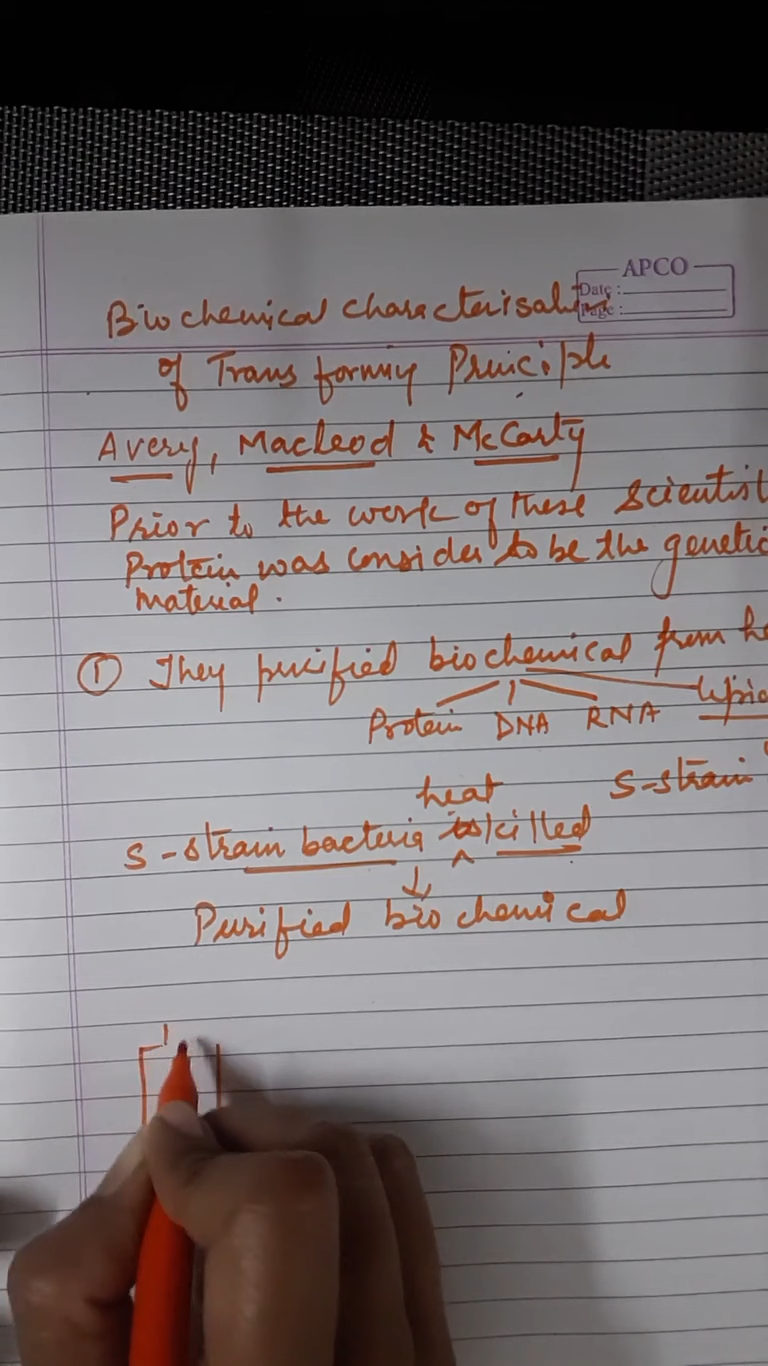 APCO
Date :
Page :
Biochemical Characterisation
of Transforming Principle
Avery, Macleod & McCarty
Prior to the work of these Scientist
Protein was consider to be the genetic
material.
① They purified biochemical from he
Protein DNA RNA lipid
S-strain
heat
S-strain bacteria killed
↓
Purified biochemical